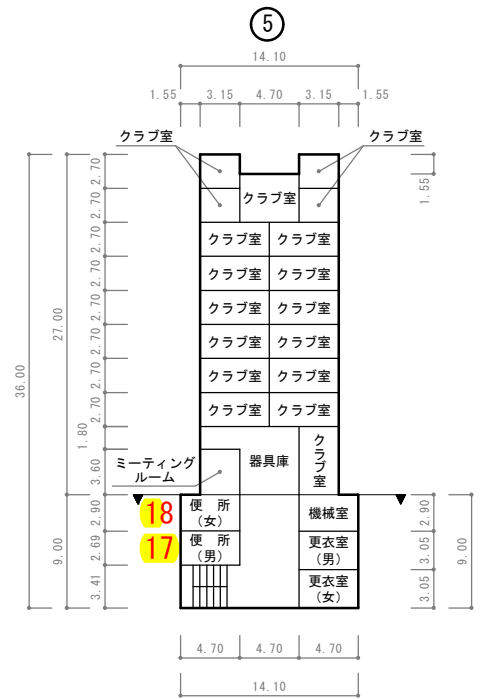 ⑤
14.10
1.55 3.15 4.70 3.15 1.55
クラブ室 クラブ室
2.70
1.55
クラブ室
2.70
クラブ室 クラブ室
2.70
クラブ室 クラブ室
2.70
クラブ室 クラブ室
2.70
27.00
クラブ室 クラブ室
2.70
36.00
クラブ室 クラブ室
2.70
クラブ室 クラブ室
2.70
1.80
ミーティング
ルーム
器具庫
クラブ室
3.60
18
便 所
(女)
機械室
2.90 2.90
17
便 所
(男)
更衣室
(男)
2.69 3.05
9.00 9.00
更衣室
(女)
3.41 3.05
4.70 4.70 4.70
14.10